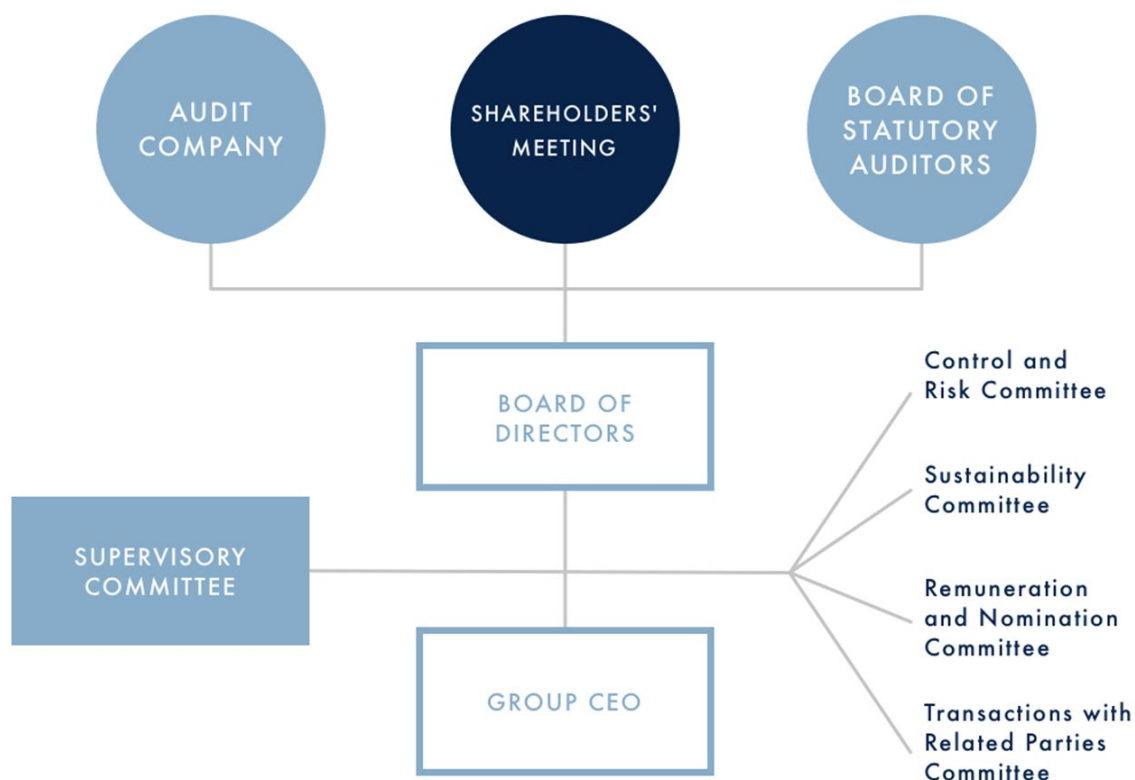 AUDIT
COMPANY
SHAREHOLDERS'
MEETING
BOARD OF
STATUTORY
AUDITORS
BOARD OF
DIRECTORS
Control and
Risk Committee
Sustainability
Committee
SUPERVISORY
COMMITTEE
Remuneration
and Nomination
Committee
GROUP CEO
Transactions with
Related Parties
Committee